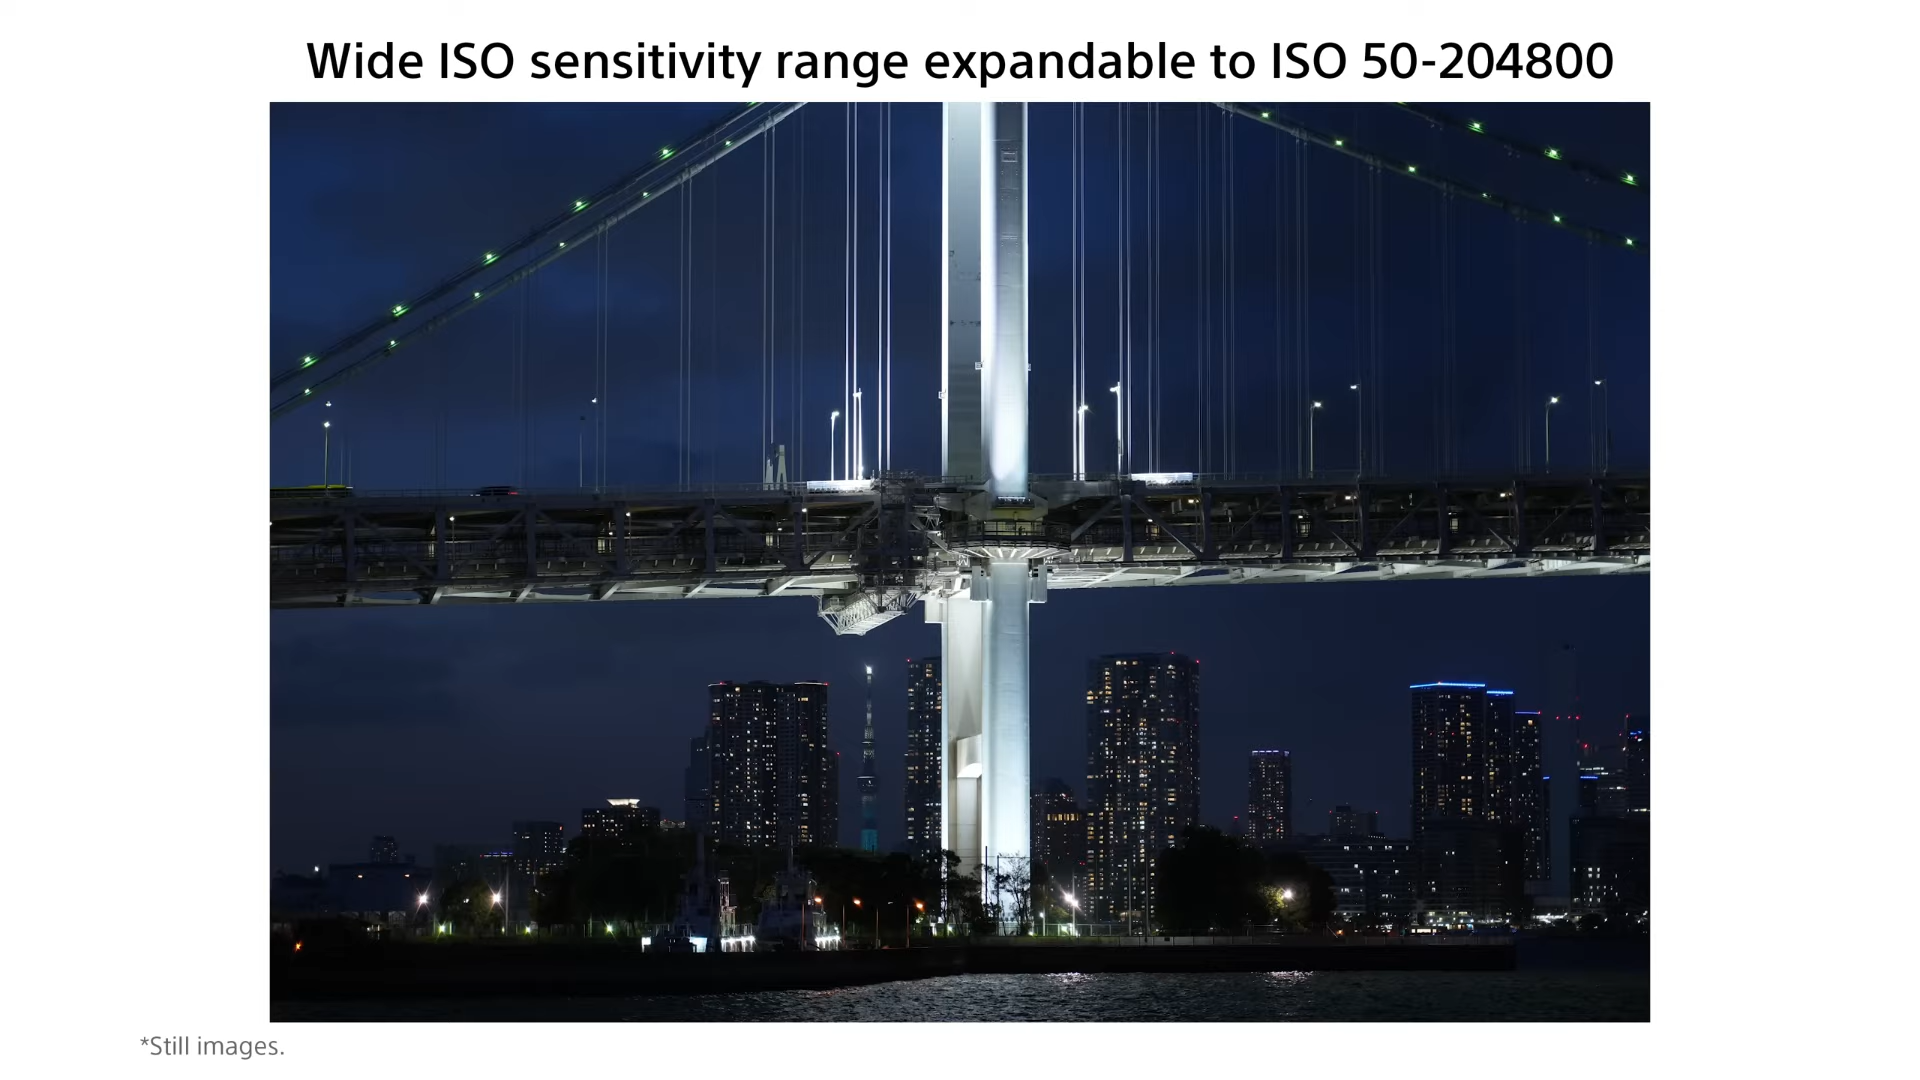 Wide ISO sensitivity range expandable to ISO 50-204800
*Still images.